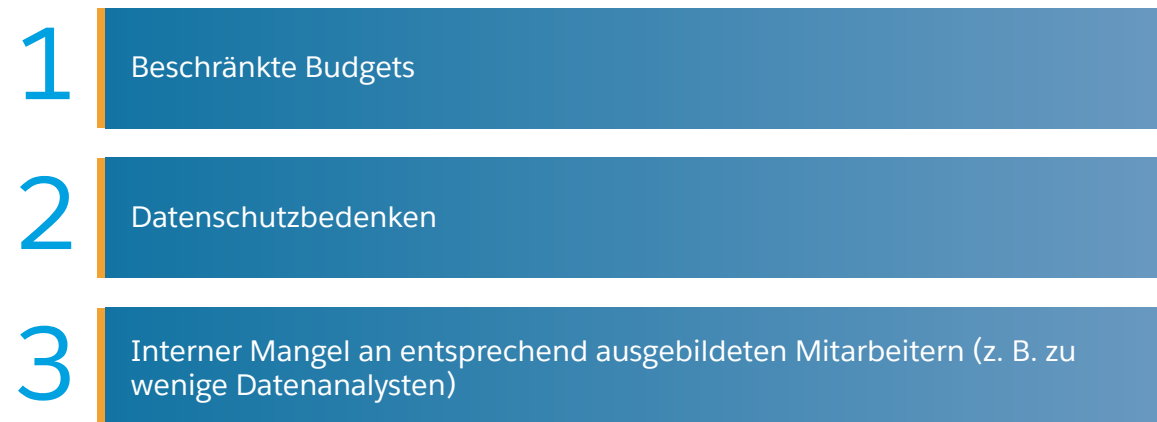 1
Beschränkte Budgets
2
Datenschutzbedenken
3
Interner Mangel an entsprechend ausgebildeten Mitarbeitern (z. B. zu
wenige Datenanalysten)